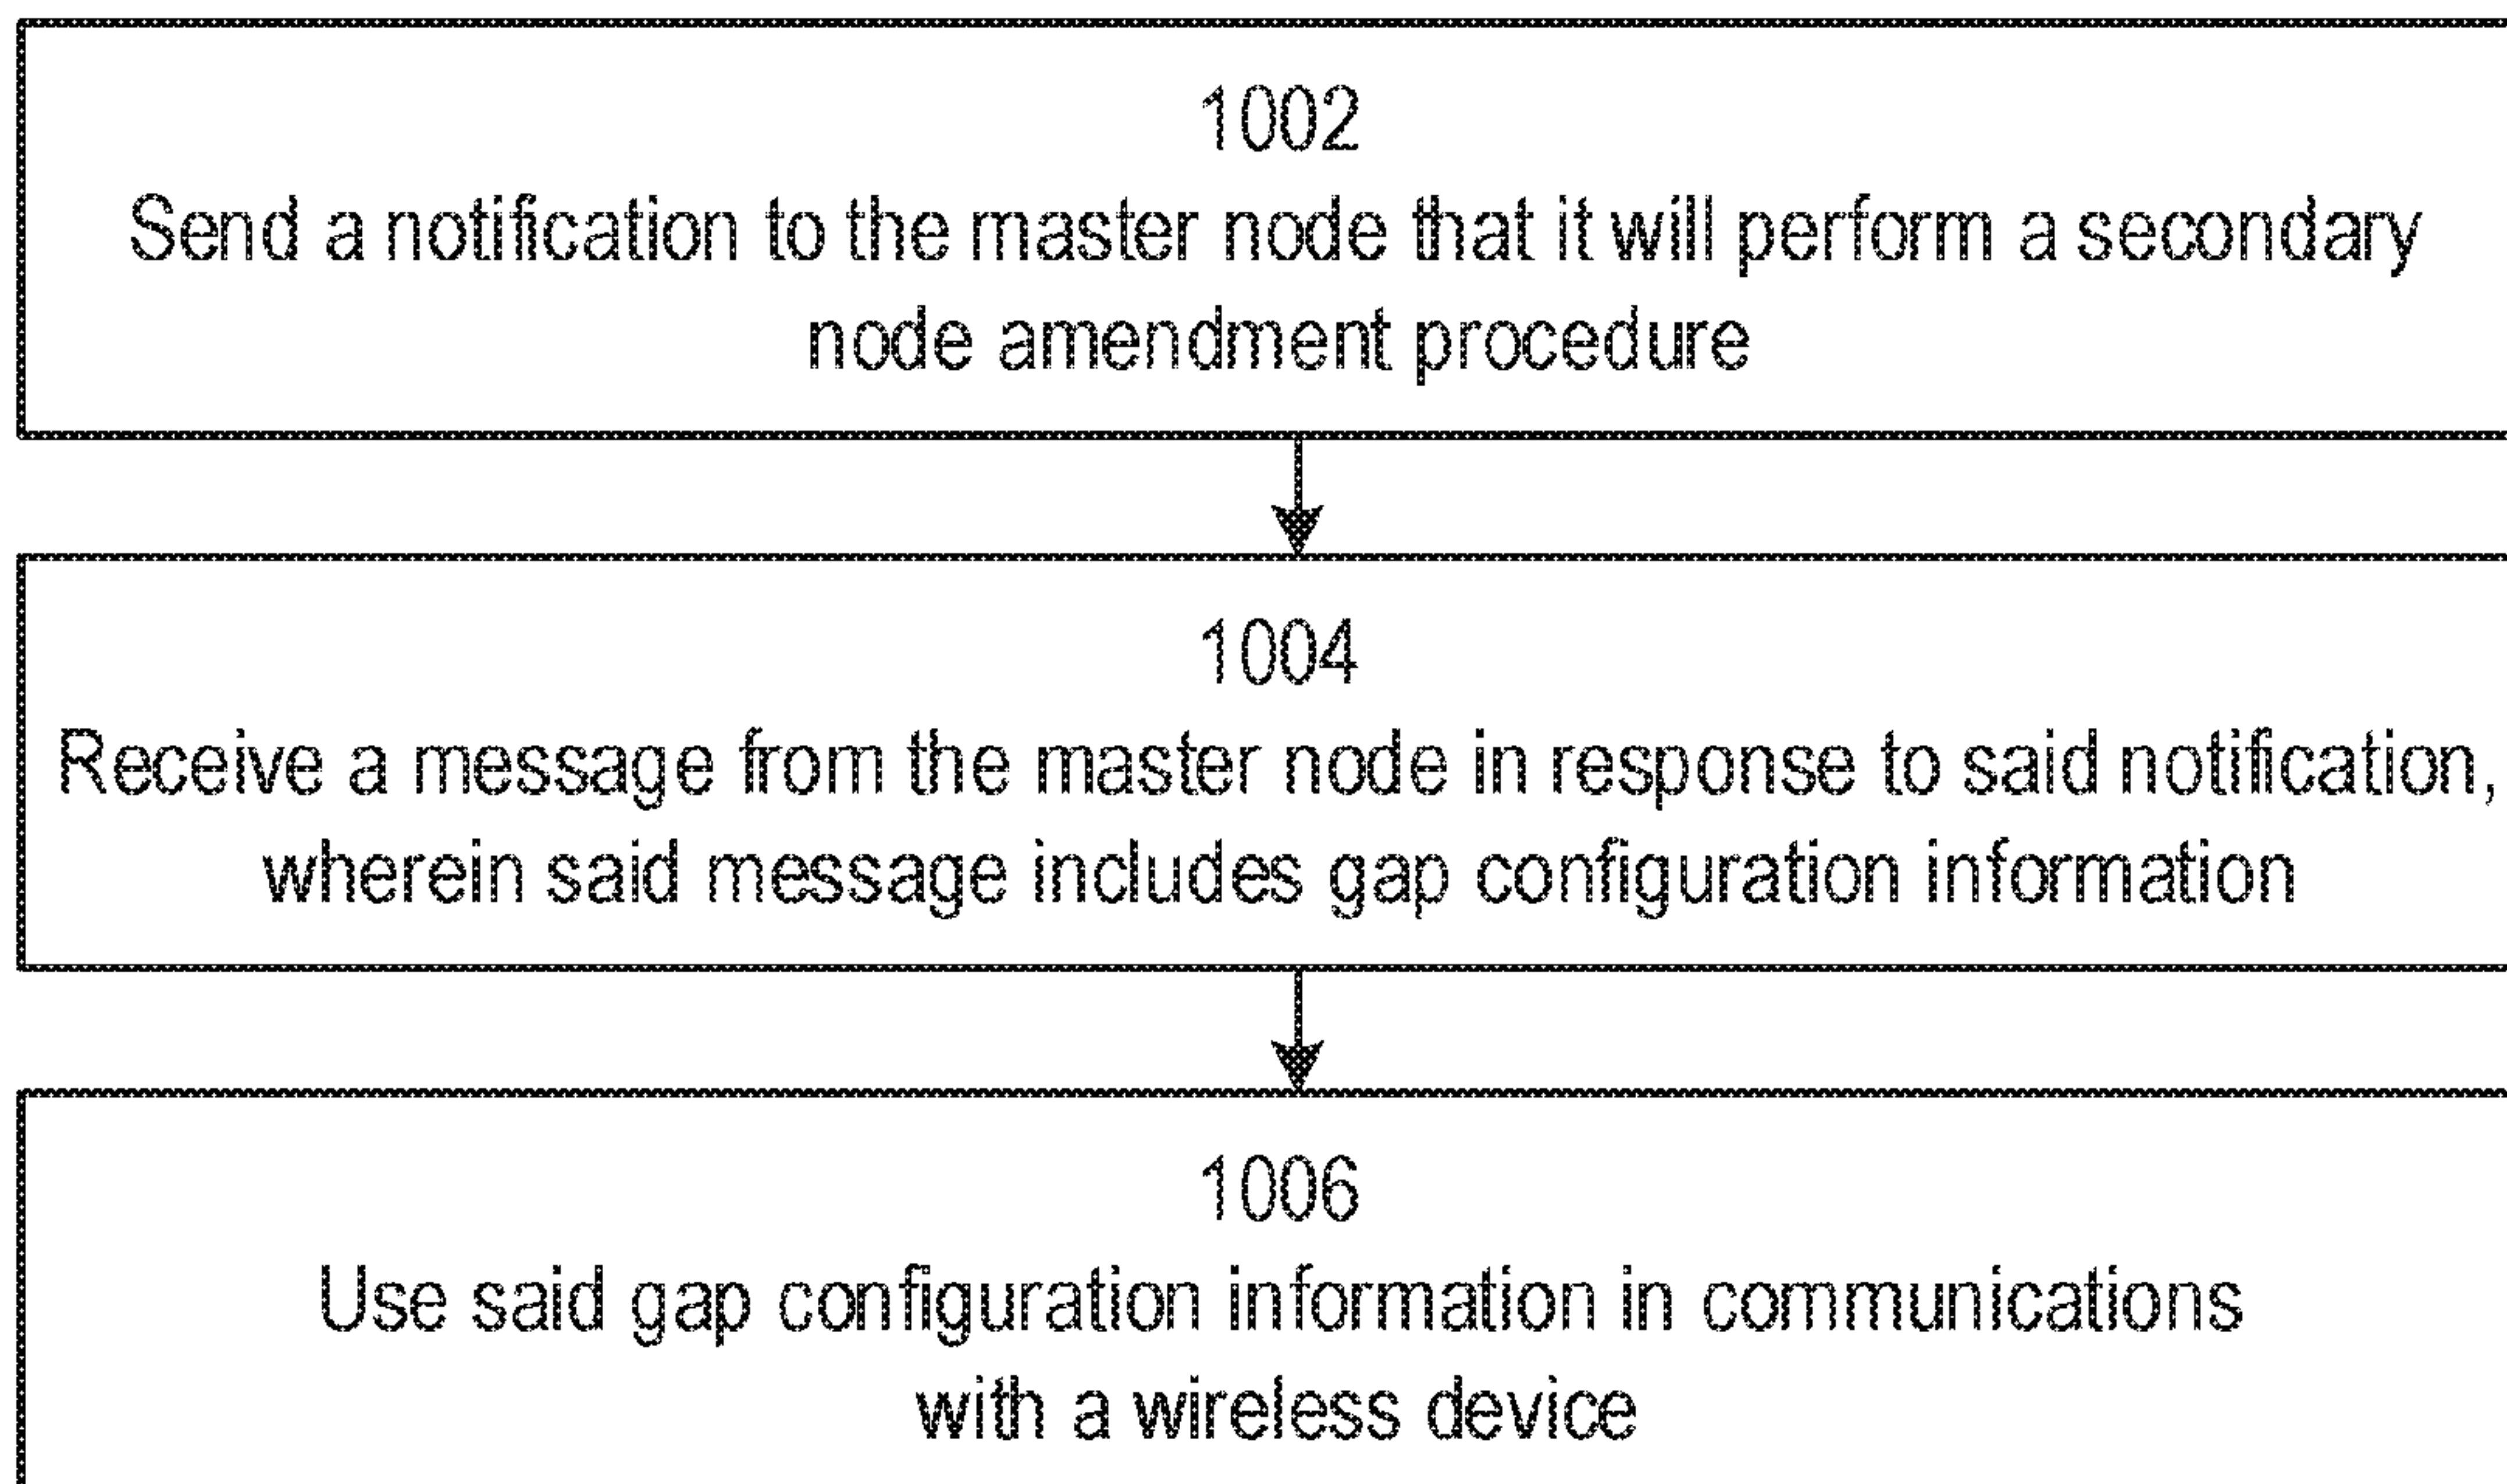 1002
Send a notification to the master node that it will perform a secondary
node amendment procedure
1004
Receive a message from the master node in response to said notification,
wherein said message includes gap configuration information
1006
Use said gap configuration information in communications
with a wireless device